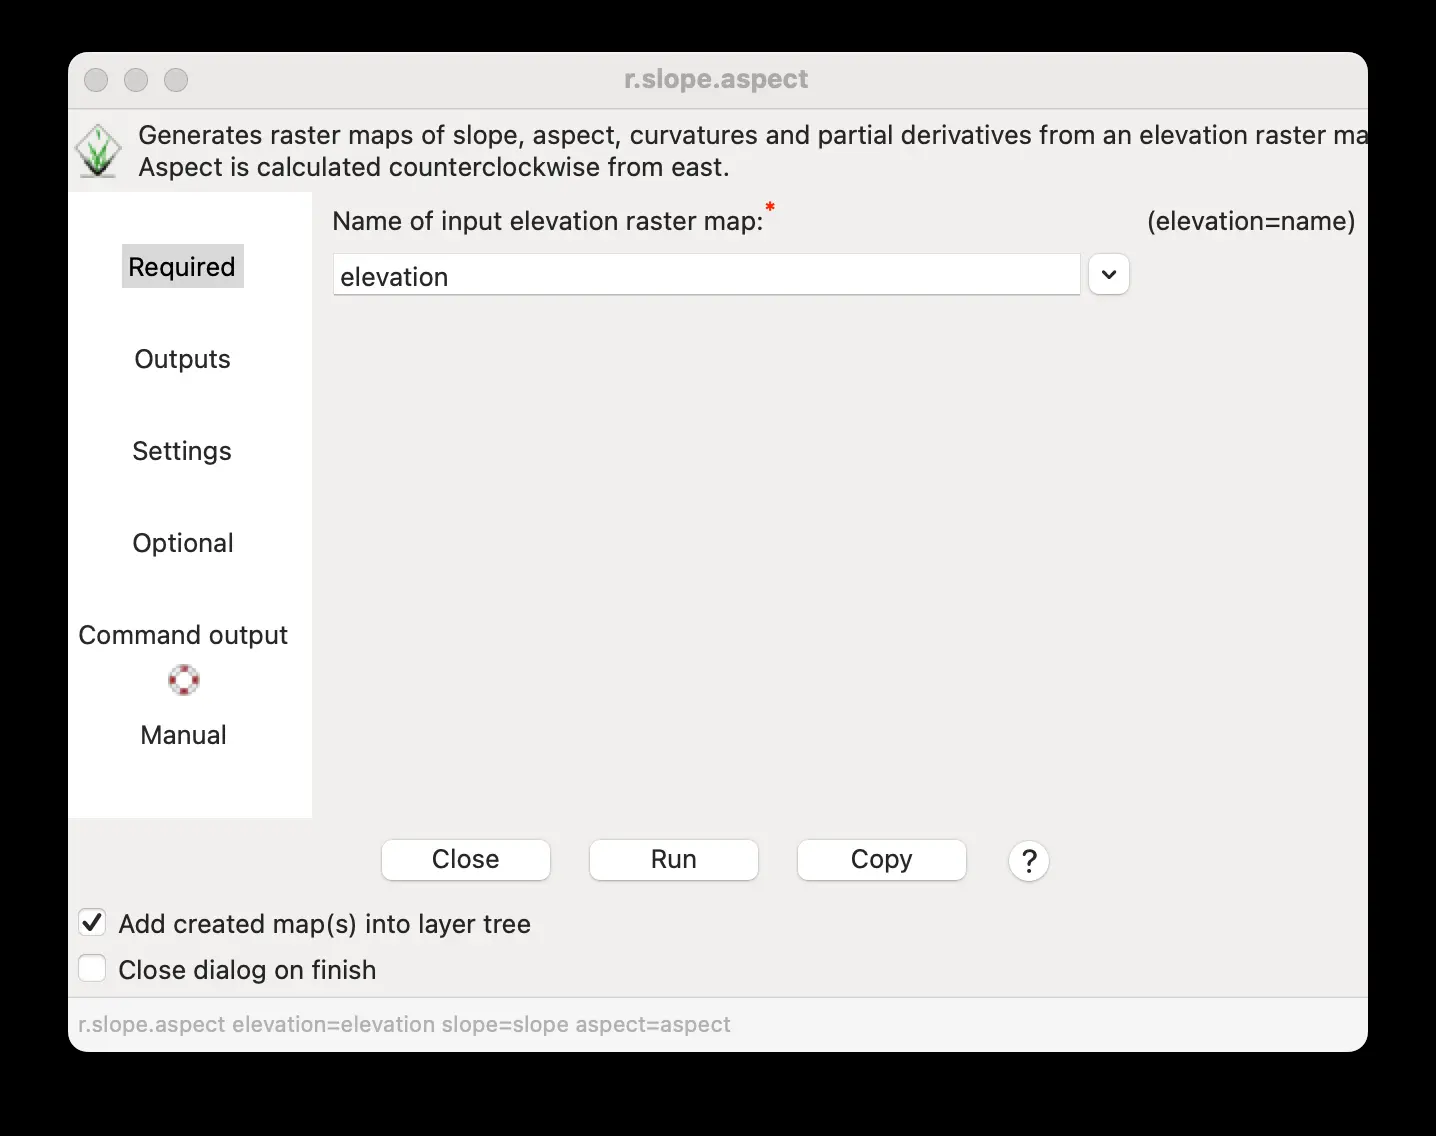 r.slope.aspect
Generates raster maps of slope, aspect, curvatures and partial derivatives from an elevation raster ma
Aspect is calculated counterclockwise from east.
Required
Outputs
Settings
Optional
Command output
Manual
Name of input elevation raster map:*
(elevation=name)
elevation
Close
Run
Copy
?
Add created map(s) into layer tree
Close dialog on finish
r.slope.aspect elevation=elevation slope=slope aspect=aspect